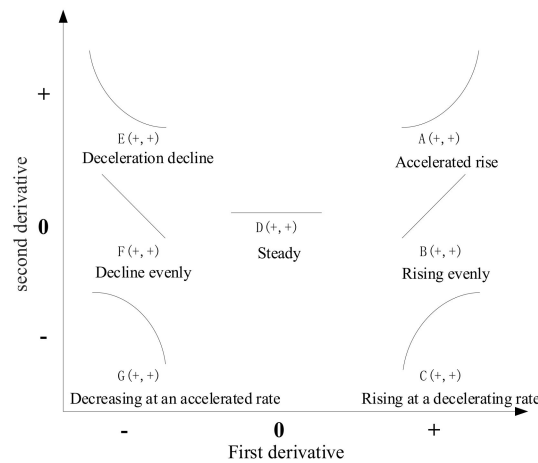 +
E(+,+)
Deceleration decline
A(+,+)
Accelerated rise
second derivative
0
F(+,+)
Decline evenly
D(+,+)
Steady
B(+,+)
Rising evenly
-
G(+,+)
Decreasing at an accelerated rate
C(+,+)
Rising at a decelerating rate
- 0 +
First derivative